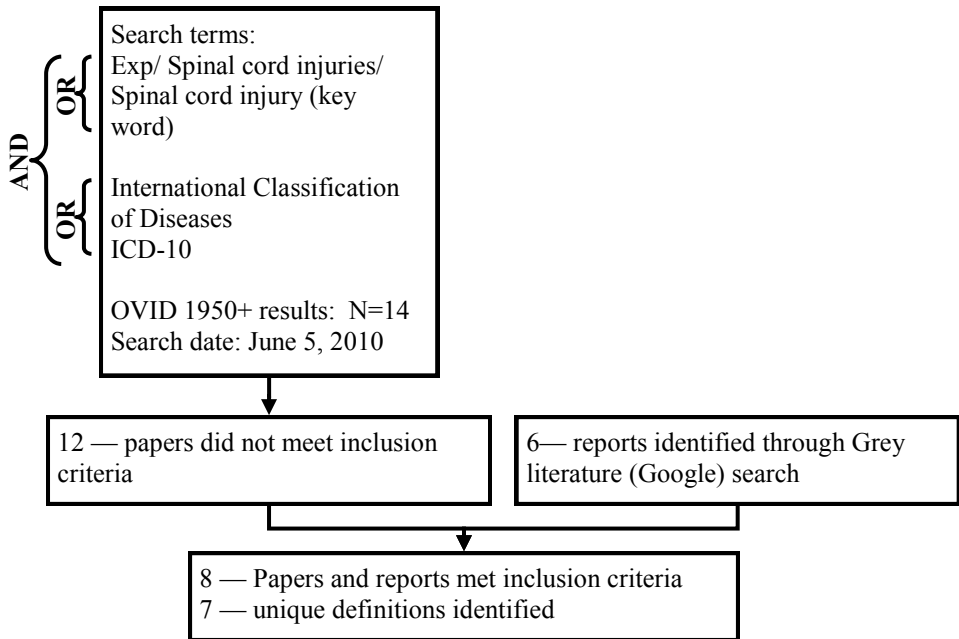 AND
OR
OR
Search terms:
Exp/ Spinal cord injuries/
Spinal cord injury (key
word)
International Classification
of Diseases
ICD-10
OVID 1950+ results:  N=14
Search date: June 5, 2010
12 — papers did not meet inclusion
criteria
6— reports identified through Grey
literature (Google) search
8 — Papers and reports met inclusion criteria
7 — unique definitions identified